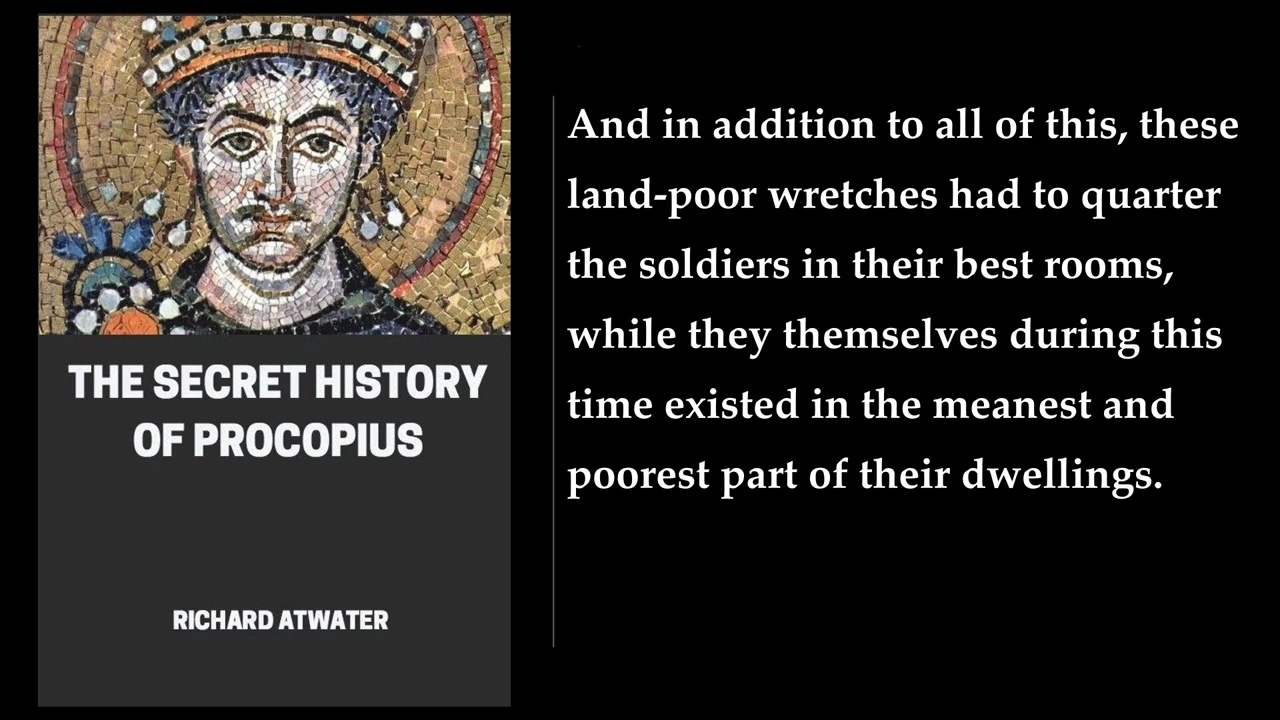 THE SECRET HISTORY
OF PROCOPIUS
RICHARD ATWATER
And in addition to all of this, these
land-poor wretches had to quarter
the soldiers in their best rooms,
while they themselves during this
time existed in the meanest and
poorest part of their dwellings.